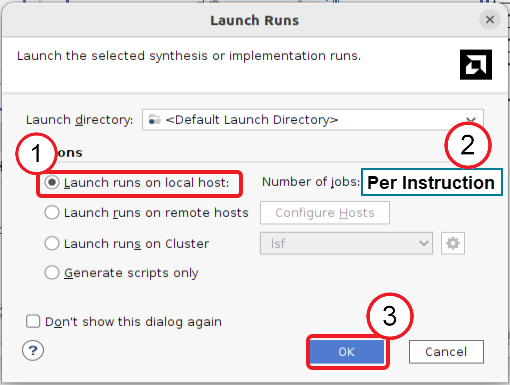 Launch Runs
Launch the selected synthesis or implementation runs.
Launch directory: <Default Launch Directory>
1 ons 2
Launch runs on local host: Number of jobs: Per Instruction
Launch runs on remote hosts Configure Hosts
Launch runs on Cluster lsf
Generate scripts only
3
Don't show this dialog again
? OK Cancel